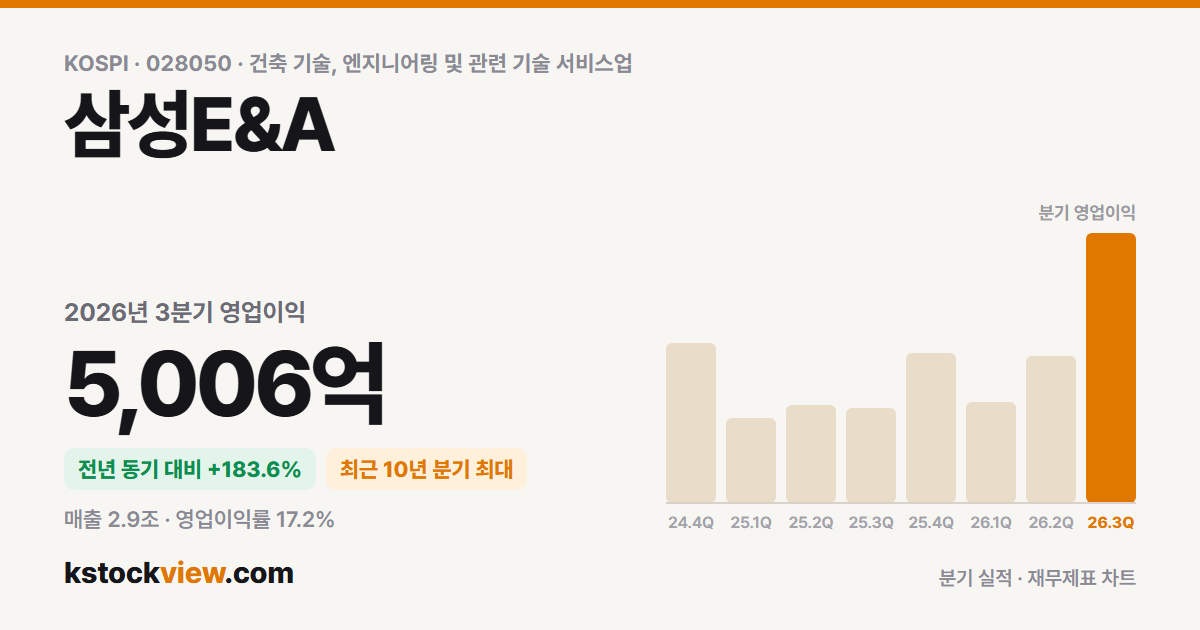 KOSPI · 028050 · 건축 기술, 엔지니어링 및 관련 기술 서비스업
삼성E&A
분기 영업이익
2026년 3분기 영업이익
5,006억
전년 동기 대비 +183.6%
최근 10년 분기 최대
매출 2.9조 · 영업이익률 17.2%
24.4Q 25.1Q 25.2Q 25.3Q 25.4Q 26.1Q 26.2Q 26.3Q
kstockview.com
분기 실적 · 재무제표 차트